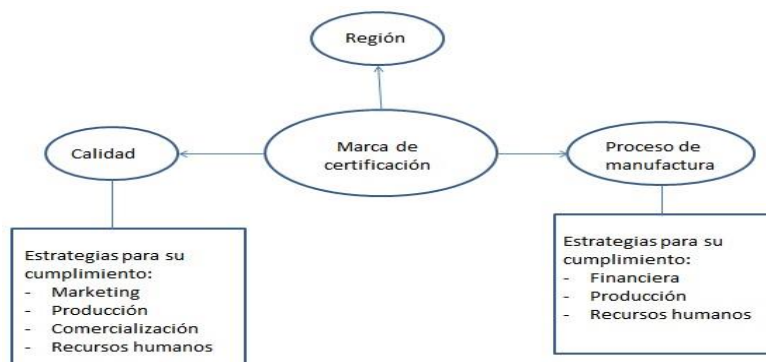 Región
Calidad
Marca de
certificación
Proceso de
manufactura
Estrategias para su
cumplimiento:
- Marketing
- Producción
- Comercialización
- Recursos humanos
Estrategias para su
cumplimiento:
- Financiera
- Producción
- Recursos humanos